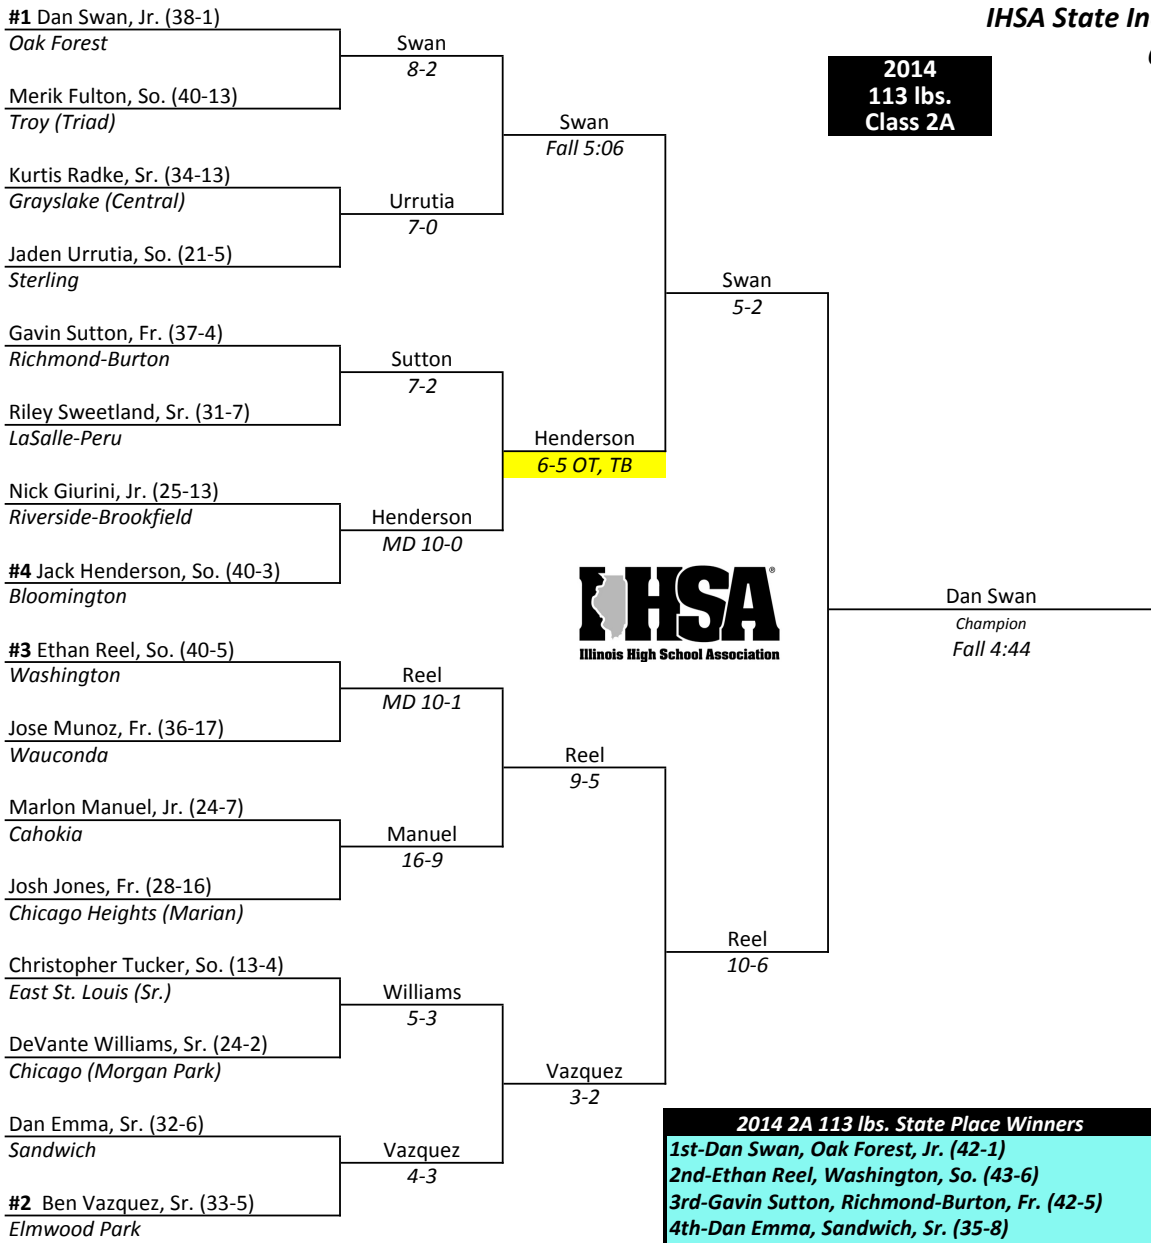 IHSA State In
2014
113 lbs.
Class 2A
#1 Dan Swan, Jr. (38-1)
Oak Forest
Merik Fulton, So. (40-13)
Troy (Triad)
Kurtis Radke, Sr. (34-13)
Grayslake (Central)
Jaden Urrutia, So. (21-5)
Sterling
Gavin Sutton, Fr. (37-4)
Richmond-Burton
Riley Sweetland, Sr. (31-7)
LaSalle-Peru
Nick Giurini, Jr. (25-13)
Riverside-Brookfield
#4 Jack Henderson, So. (40-3)
Bloomington
#3 Ethan Reel, So. (40-5)
Washington
Jose Munoz, Fr. (36-17)
Wauconda
Marlon Manuel, Jr. (24-7)
Cahokia
Josh Jones, Fr. (28-16)
Chicago Heights (Marian)
Christopher Tucker, So. (13-4)
East St. Louis (Sr.)
DeVante Williams, Sr. (24-2)
Chicago (Morgan Park)
Dan Emma, Sr. (32-6)
Sandwich
#2 Ben Vazquez, Sr. (33-5)
Elmwood Park
Swan
8-2
Urrutia
7-0
Sutton
7-2
Henderson
MD 10-0
Reel
MD 10-1
Manuel
16-9
Williams
5-3
Vazquez
4-3
Swan
Fall 5:06
Henderson
6-5 OT, TB
Reel
9-5
Vazquez
3-2
Swan
5-2
Reel
10-6
IHSA®
Illinois High School Association
Dan Swan
Champion
Fall 4:44
2014 2A 113 lbs. State Place Winners
1st-Dan Swan, Oak Forest, Jr. (42-1)
2nd-Ethan Reel, Washington, So. (43-6)
3rd-Gavin Sutton, Richmond-Burton, Fr. (42-5)
4th-Dan Emma, Sandwich, Sr. (35-8)